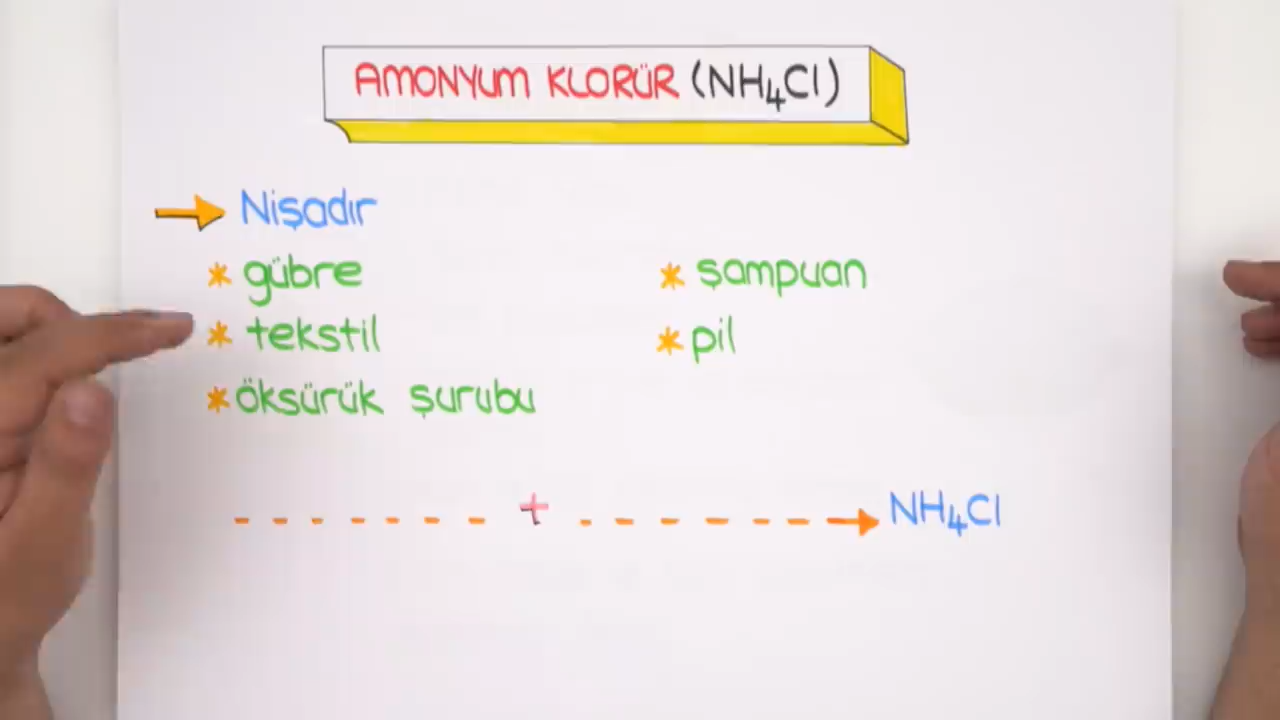 AMONYUM KLORÜR (NH₄Cl)
Nişadır
* gübre
* tekstil
* öksürük şurubu
* şampuan
* pil
+ NH₄Cl